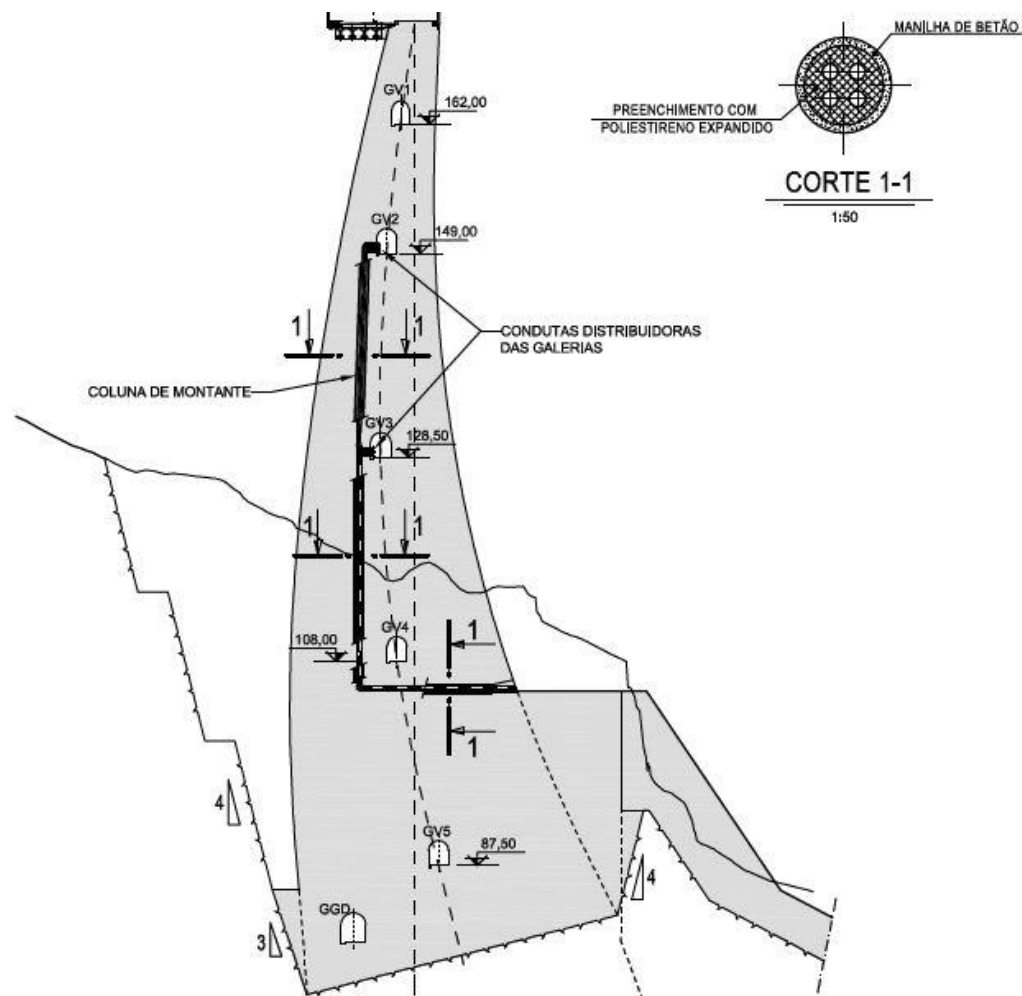 MANILHA DE BETÃO
PREENCHIMENTO COM
POLIESTIRENO EXPANDIDO
CORTE 1-1
1:50
GV1
162,00
GV2
149,00
1
1
CONDUTAS DISTRIBUIDORAS
DAS GALERIAS
COLUNA DE MONTANTE
GV3
128,50
1
1
GV4
108,00
1
1
4
GV5
87,50
4
GGD
3